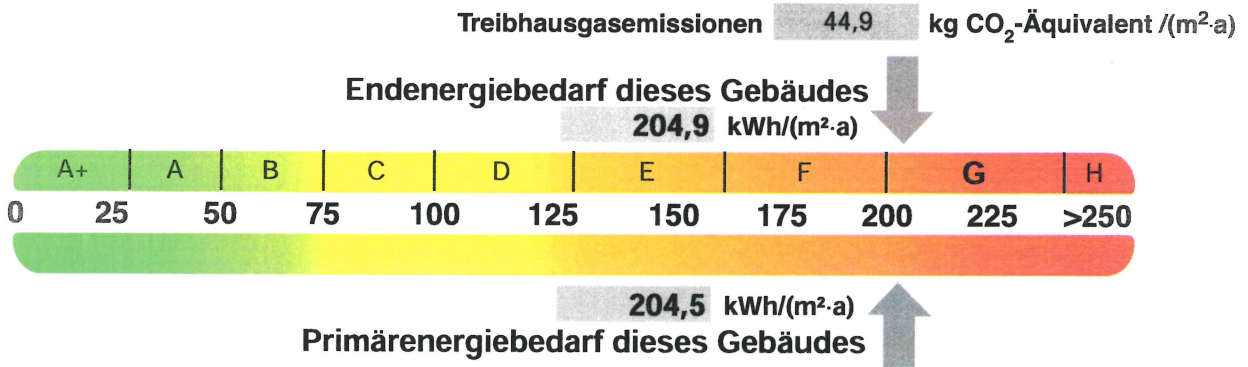 Treibhausgasemissionen 44,9 kg CO₂-Äquivalent /(m²·a)
Endenergiebedarf dieses Gebäudes
204,9 kWh/(m²·a)
A+ A B C D E F G H
0 25 50 75 100 125 150 175 200 225 >250
204,5 kWh/(m²·a)
Primärenergiebedarf dieses Gebäudes